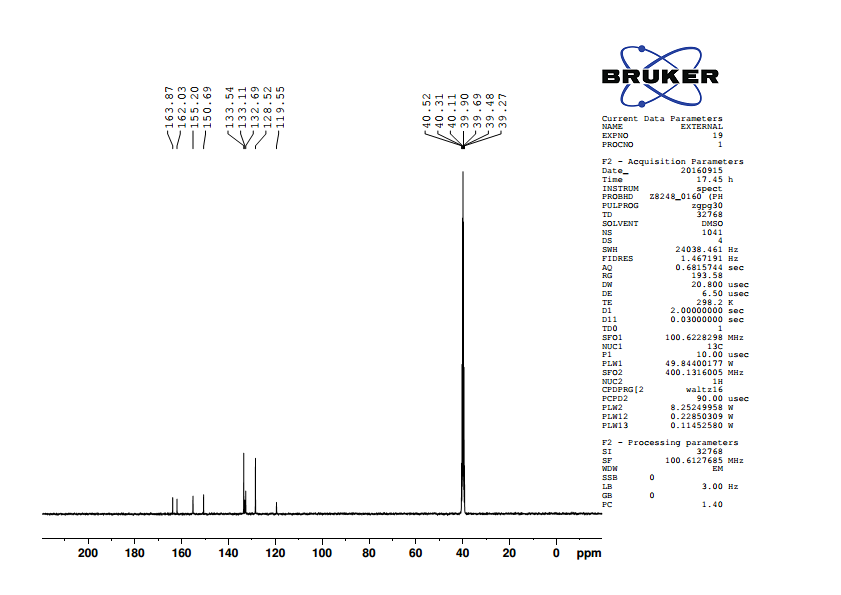 BRUKER
163.87
162.03
155.20
150.69
133.54
133.11
132.69
128.52
119.55
40.52
40.31
40.11
39.90
39.69
39.48
39.27
Current Data Parameters
NAME EXTERNAL
EXPNO 19
PROCNO 1
F2 - Acquisition Parameters
Date_ 20160915
Time 17.45 h
INSTRUM spect
PROBHD Z8248_0160 (PH
PULPROG zgpg30
TD 32768
SOLVENT DMSO
NS 1041
DS 4
SWH 24038.461 Hz
FIDRES 1.467191 Hz
AQ 0.6815744 sec
RG 193.58
DW 20.800 usec
DE 6.50 usec
TE 298.2 K
D1 2.00000000 sec
D11 0.03000000 sec
TD0 1
SFO1 100.6228298 MHz
NUC1 13C
P1 10.00 usec
PLW1 49.84400177 W
SFO2 400.1316005 MHz
NUC2 1H
CPDPRG[2 waltz16
PCPD2 90.00 usec
PLW2 8.25249958 W
PLW12 0.22850309 W
PLW13 0.11452580 W
F2 - Processing parameters
SI 32768
SF 100.6127685 MHz
WDW EM
SSB 0
LB 3.00 Hz
GB 0
PC 1.40
200 180 160 140 120 100 80 60 40 20 0 ppm